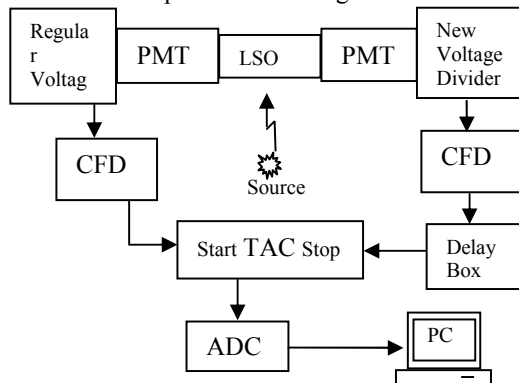 Regula
r
Voltag
PMT
LSO
PMT
New
Voltage
Divider
CFD
Source
CFD
Start TAC Stop
Delay
Box
ADC
PC